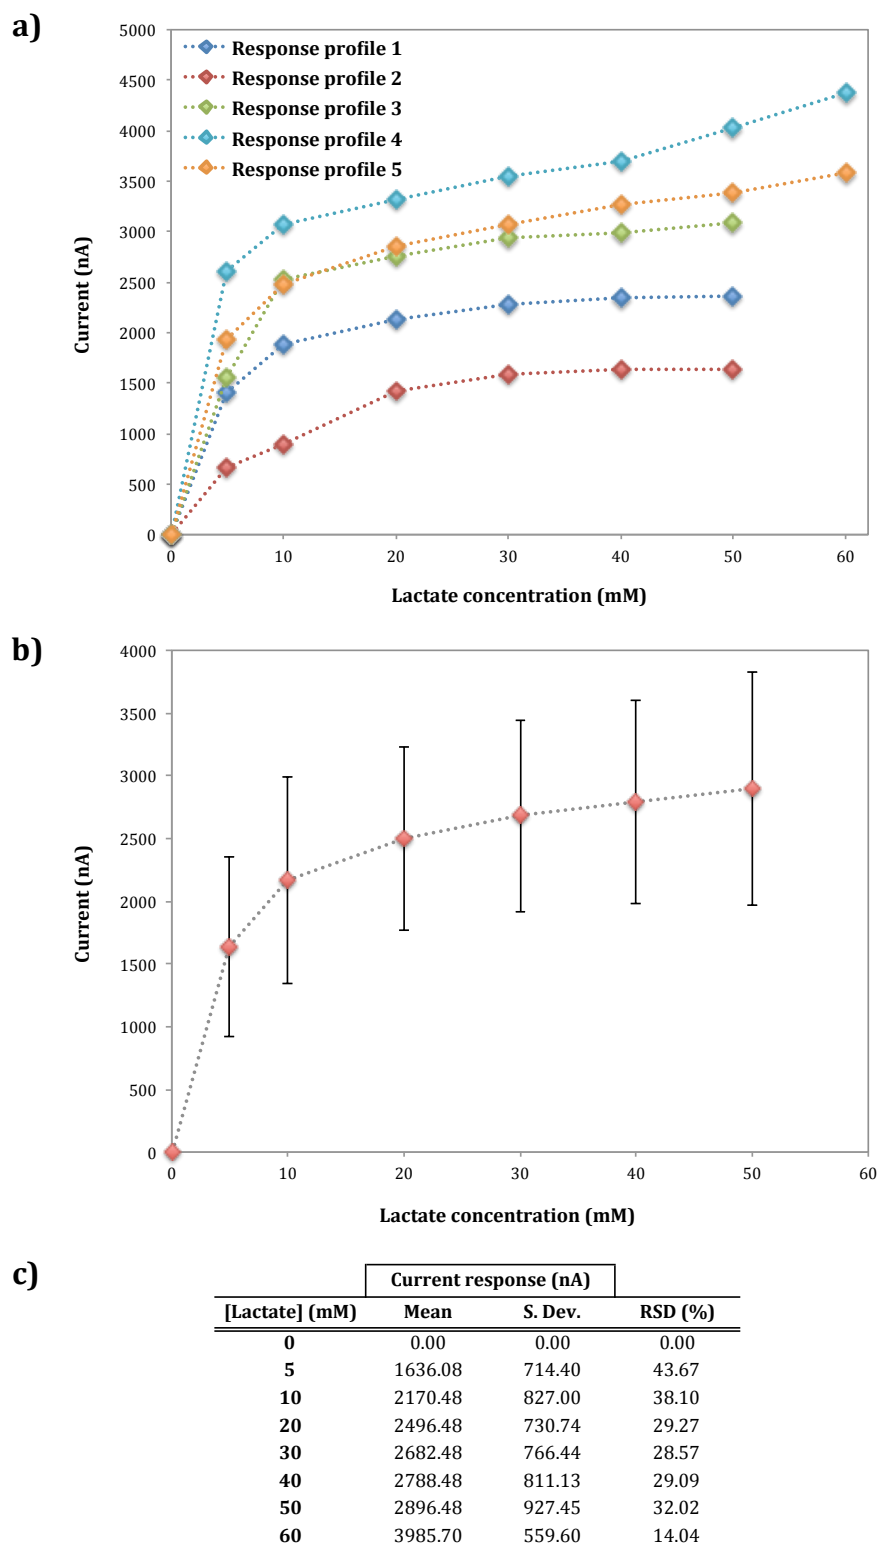 a)
5000
4500
4000
3500
3000
2500
2000
1500
1000
500
0
Response profile 1
Response profile 2
Response profile 3
Response profile 4
Response profile 5
Current (nA)
0 10 20 30 40 50 60
Lactate concentration (mM)
b)
4000
3500
3000
2500
2000
1500
1000
500
0
Current (nA)
0 10 20 30 40 50 60
Lactate concentration (mM)
c)
Current response (nA)
[Lactate] (mM) Mean S. Dev. RSD (%)
0 0.00 0.00 0.00
5 1636.08 714.40 43.67
10 2170.48 827.00 38.10
20 2496.48 730.74 29.27
30 2682.48 766.44 28.57
40 2788.48 811.13 29.09
50 2896.48 927.45 32.02
60 3985.70 559.60 14.04